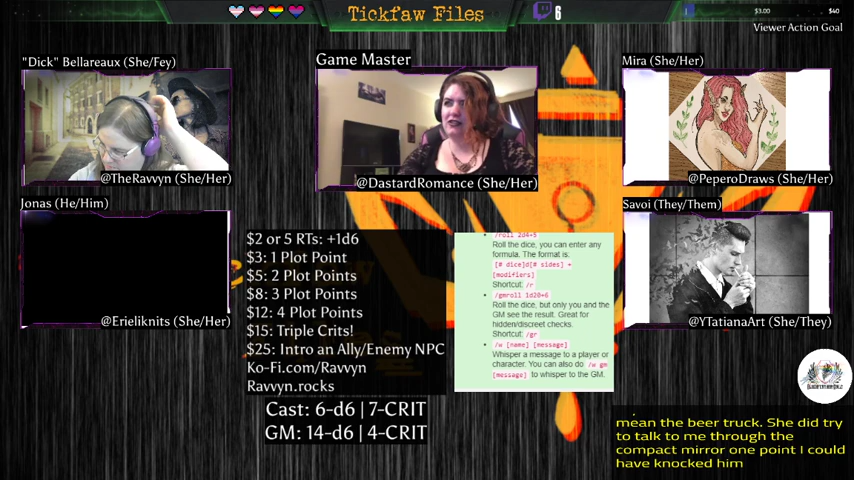 Tickfaw Files
6
$3.00
$40
Viewer Action Goal
"Dick" Bellareaux (She/Fey)
Game Master
Mira (She/Her)
@TheRavvyn (She/Her)
@DastardRomance (She/Her)
@PeperoDraws (She/Her)
Jonas (He/Him)
Savoi (They/Them)
@Erieliknits (She/Her)
@YTatianaArt (She/They)
$2 or 5 RTs: +1d6
$3: 1 Plot Point
$5: 2 Plot Points
$8: 3 Plot Points
$12: 4 Plot Points
$15: Triple Crits!
$25: Intro an Ally/Enemy NPC
Ko-Fi.com/Ravvyn
Ravvyn.rocks
Cast: 6-d6 | 7-CRIT
GM: 14-d6 | 4-CRIT
/roll 2d4+5
Roll the dice, you can enter any
formula. The format is:
[# dice]d[# sides] +
[modifiers]
Shortcut: /r
/gmroll 1d20+6
Roll the dice, but only you and the
GM see the result. Great for
hidden/discreet checks.
Shortcut: /gr
/w [name] [message]
Whisper a message to a player or
character. You can also do /w gm
[message] to whisper to the GM.
mean the beer truck. She did try
to talk to me through the
compact mirror one point I could
have knocked him